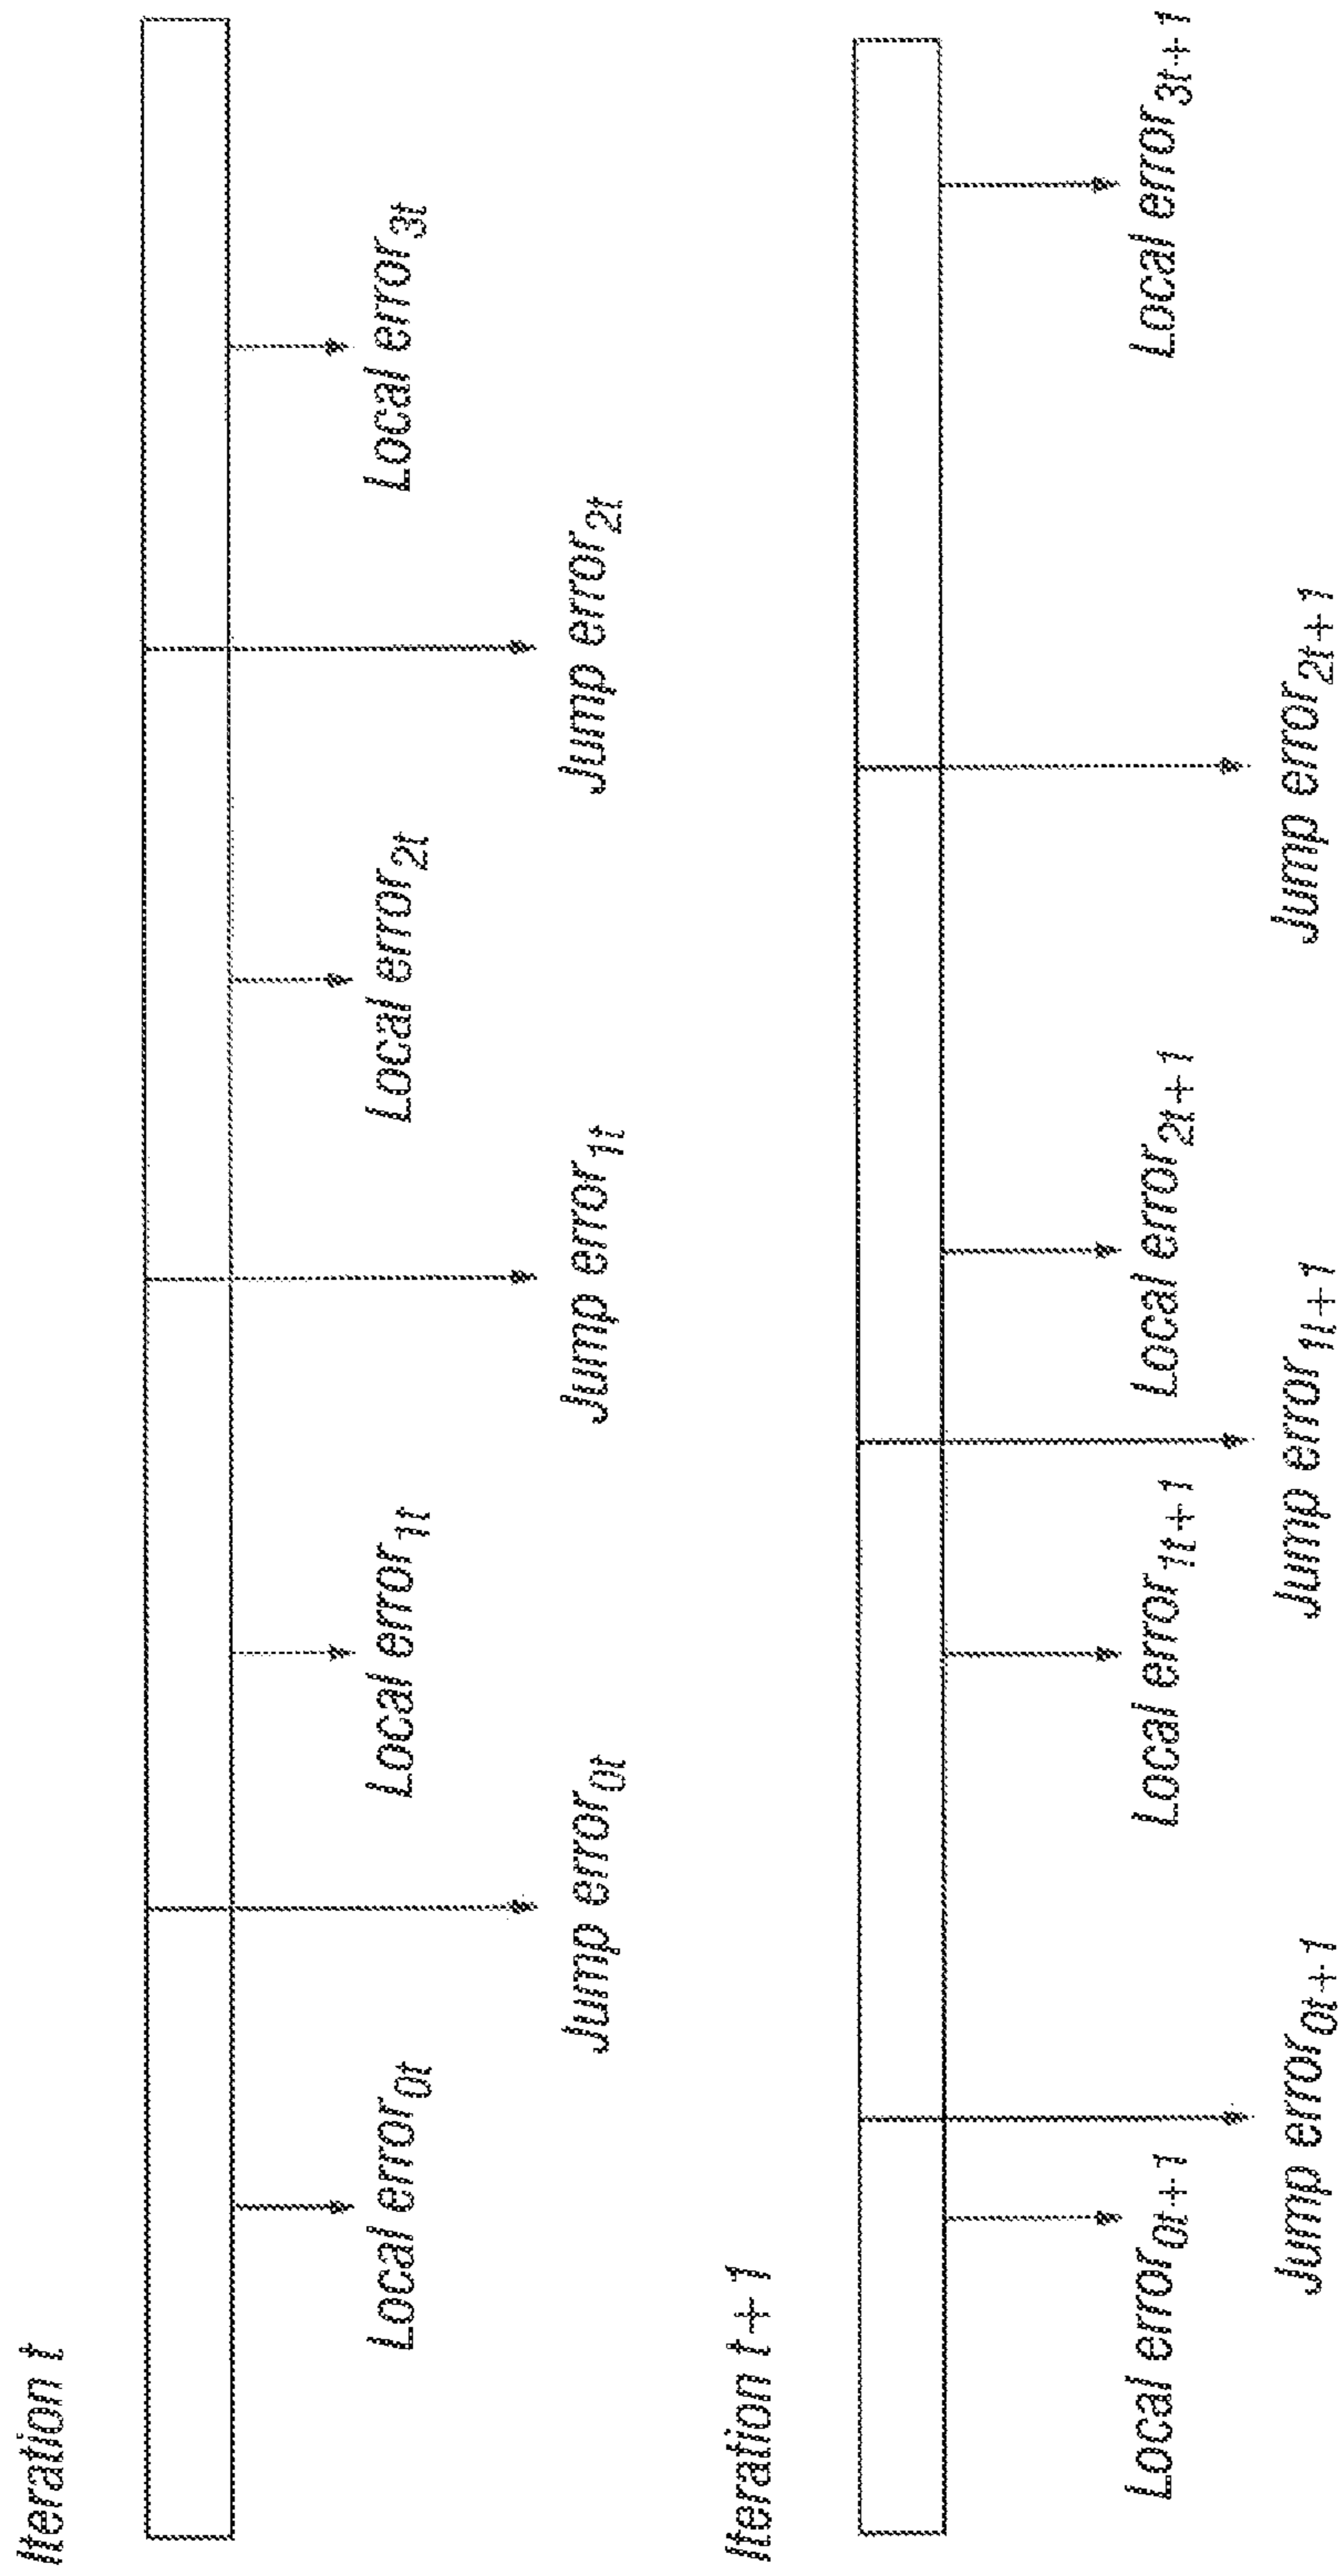 Iteration t
Local error0t
Local error1t
Local error2t
Local error3t
Jump error0t
Jump error1t
Jump error2t
Iteration t+1
Local error0t+1
Local error1t+1
Local error2t+1
Local error3t+1
Jump error0t+1
Jump error1t+1
Jump error2t+1